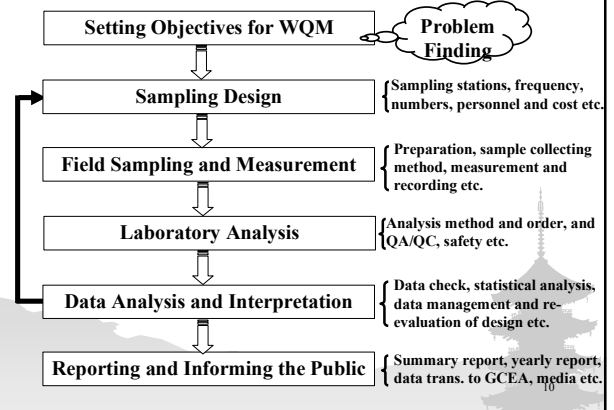 Setting Objectives for WQM
Problem
Finding
Sampling Design
Sampling stations, frequency,
numbers, personnel and cost etc.
Field Sampling and Measurement
Preparation, sample collecting
method, measurement and
recording etc.
Laboratory Analysis
Analysis method and order, and
QA/QC, safety etc.
Data Analysis and Interpretation
Data check, statistical analysis,
data management and re-
evaluation of design etc.
Reporting and Informing the Public
Summary report, yearly report,
data trans. to GCEA, media etc.
10